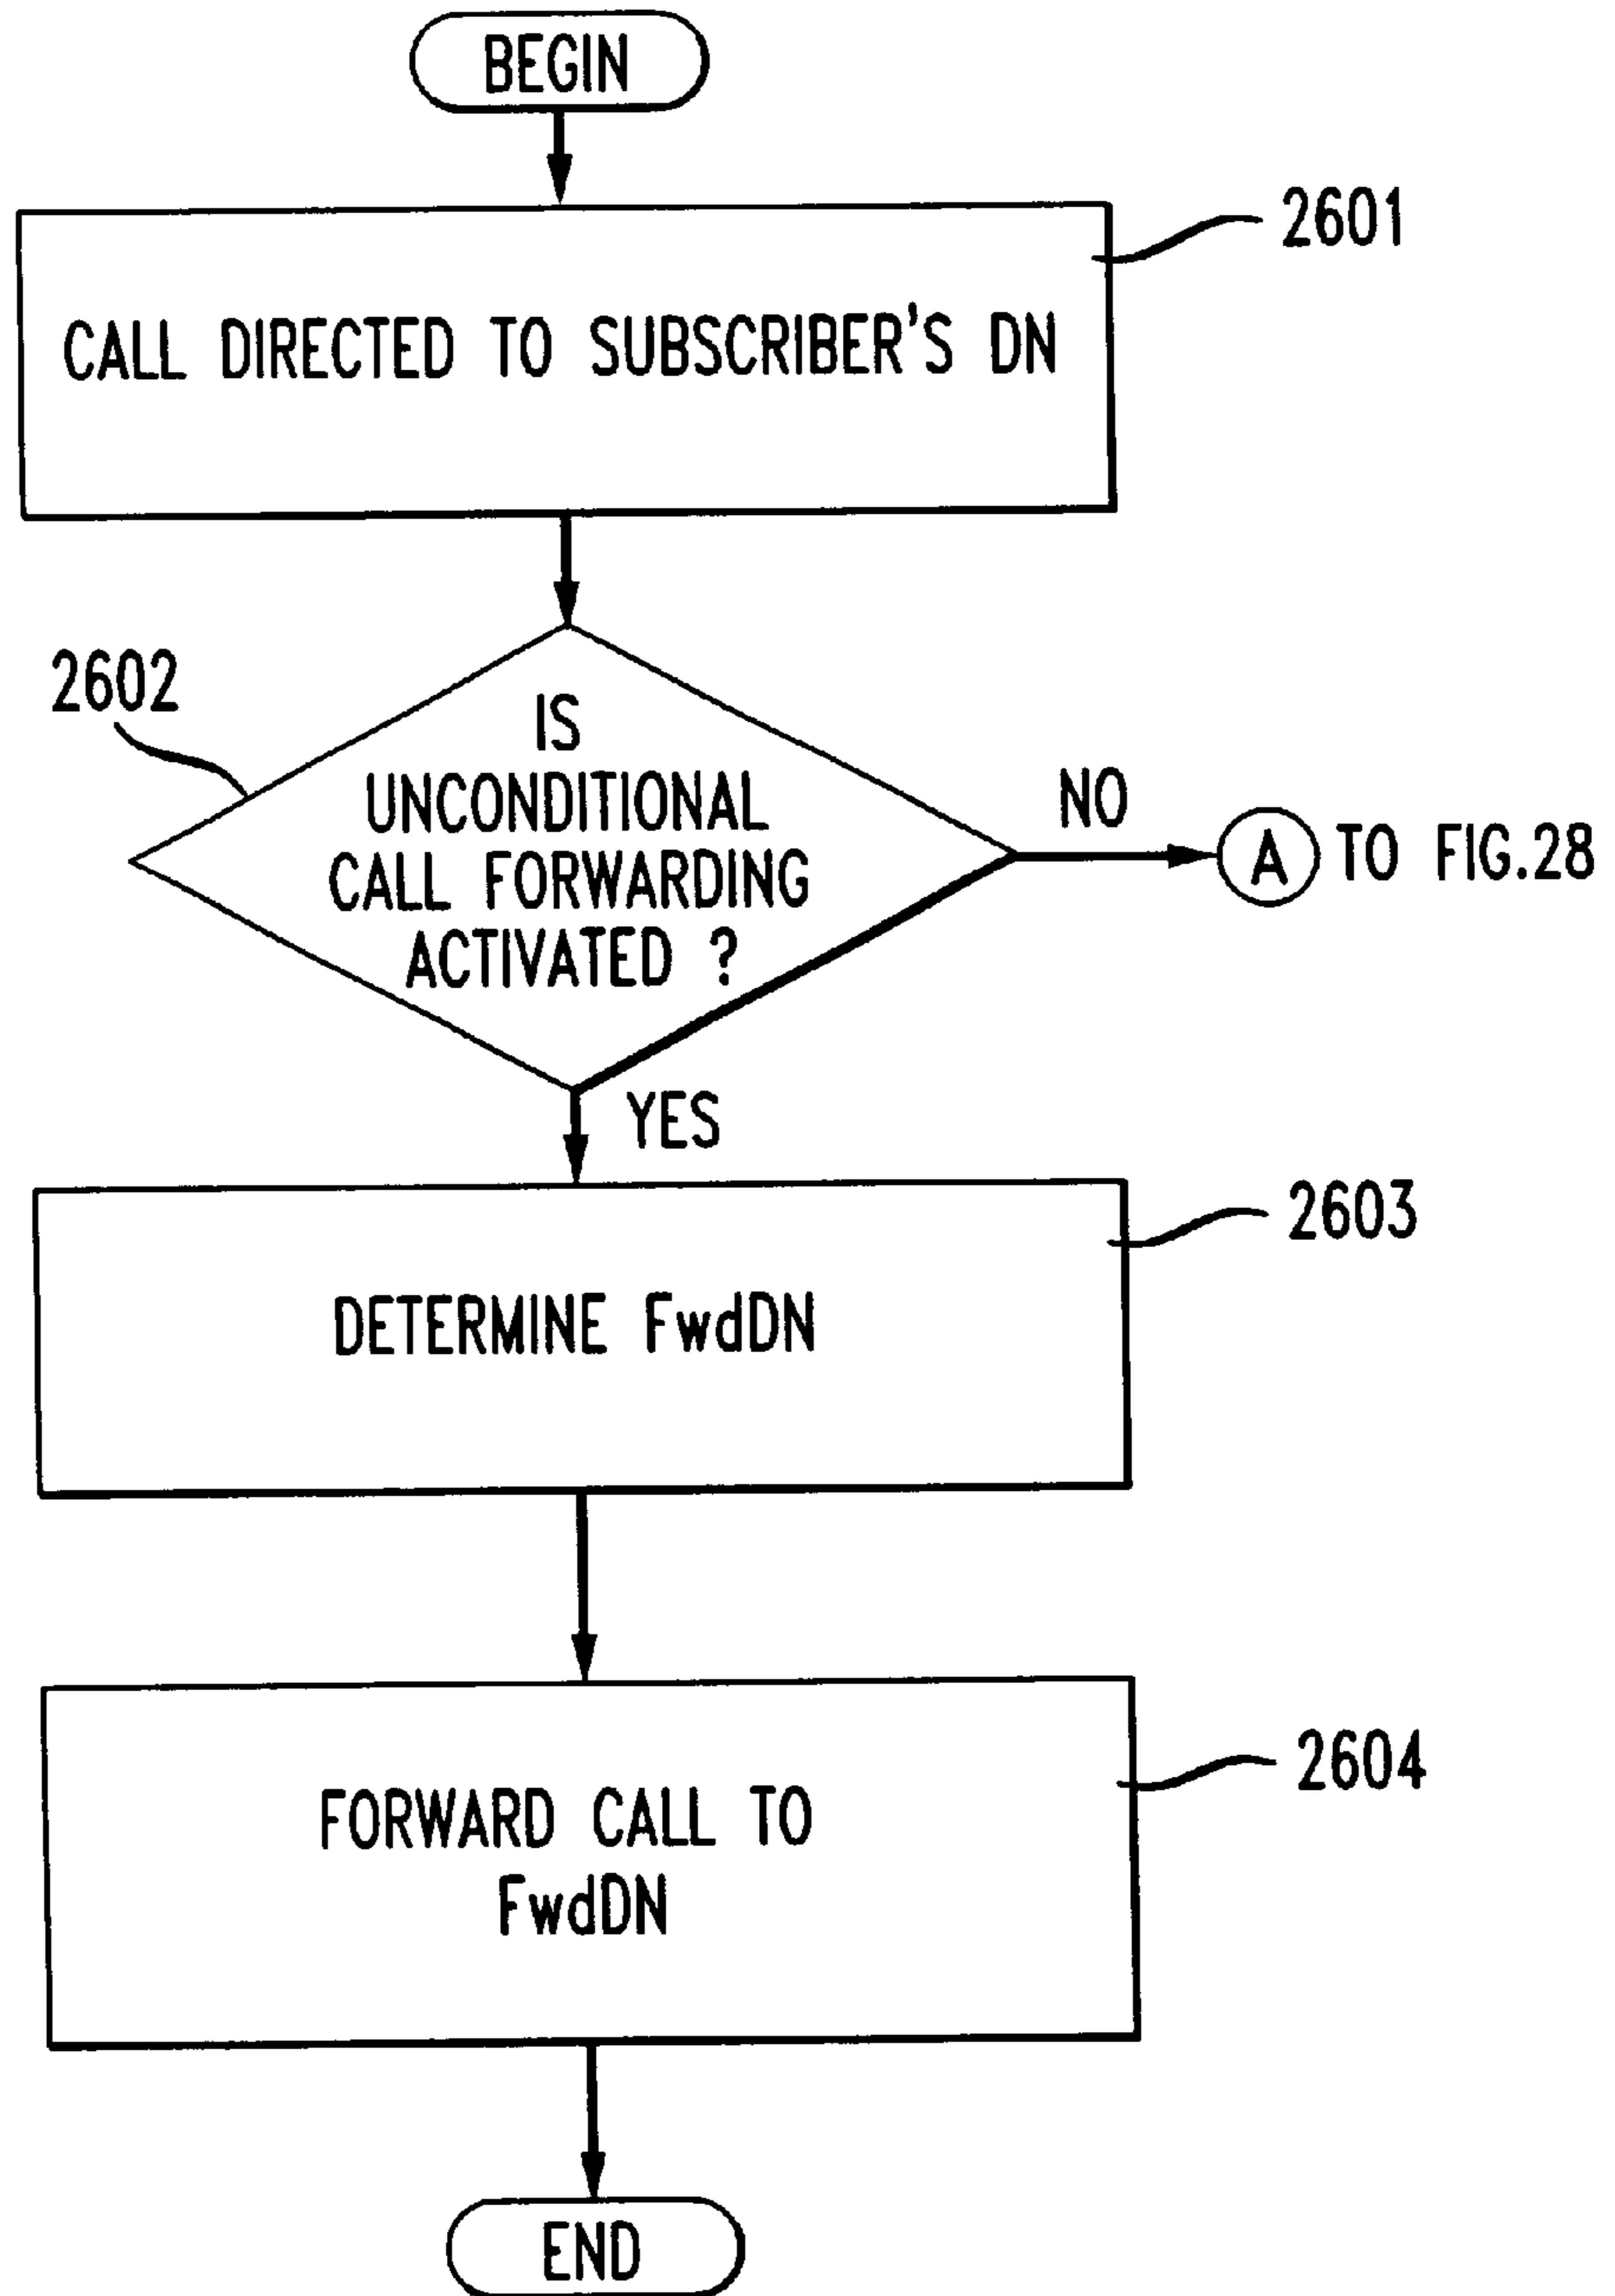 BEGIN
2601
CALL DIRECTED TO SUBSCRIBER'S DN
2602
IS
UNCONDITIONAL
CALL FORWARDING
ACTIVATED ?
NO
A TO FIG.28
YES
2603
DETERMINE FwdDN
2604
FORWARD CALL TO
FwdDN
END